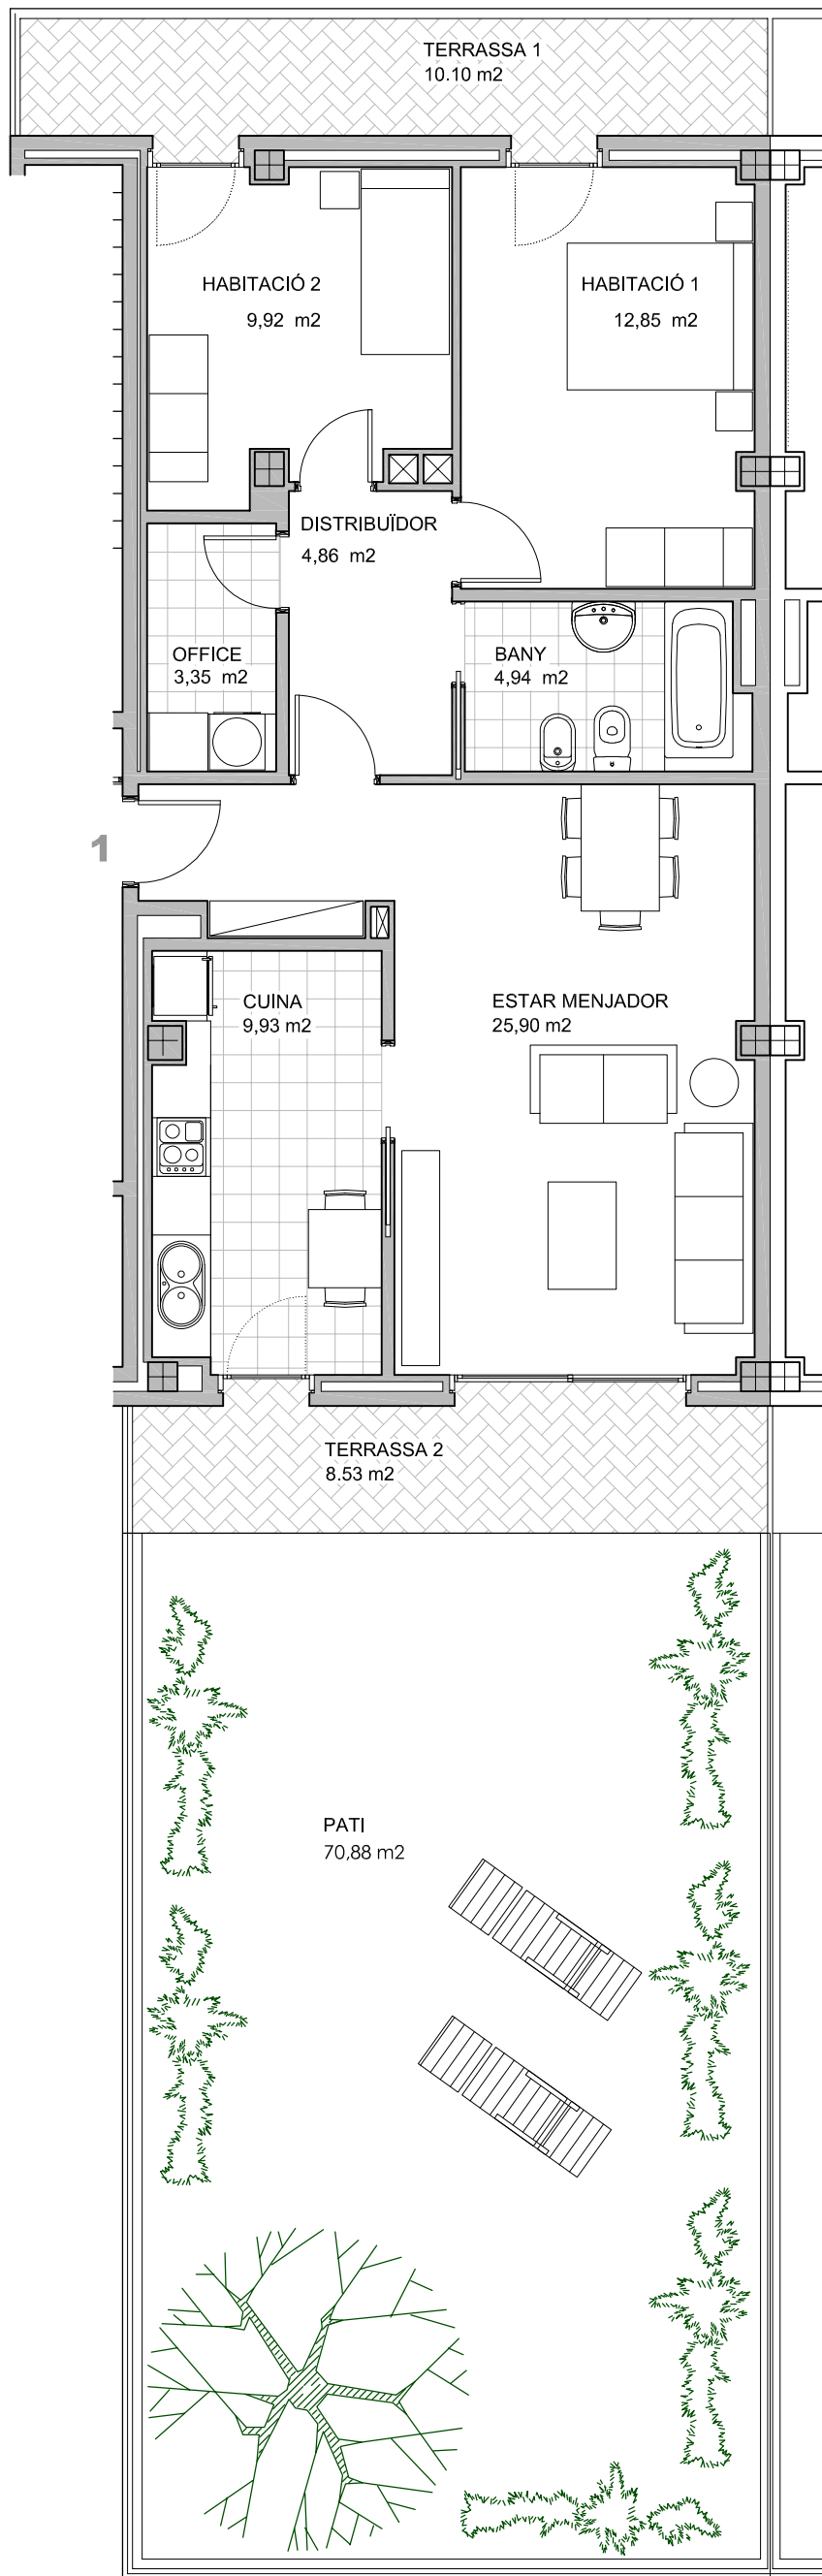 TERRASSA 1
10.10 m2
HABITACIÓ 2
9,92 m2
HABITACIÓ 1
12,85 m2
DISTRIBUÏDOR
4,86 m2
OFFICE
3,35 m2
BANY
4,94 m2
1
CUINA
9,93 m2
ESTAR MENJADOR
25,90 m2
TERRASSA 2
8.53 m2
PATI
70,88 m2